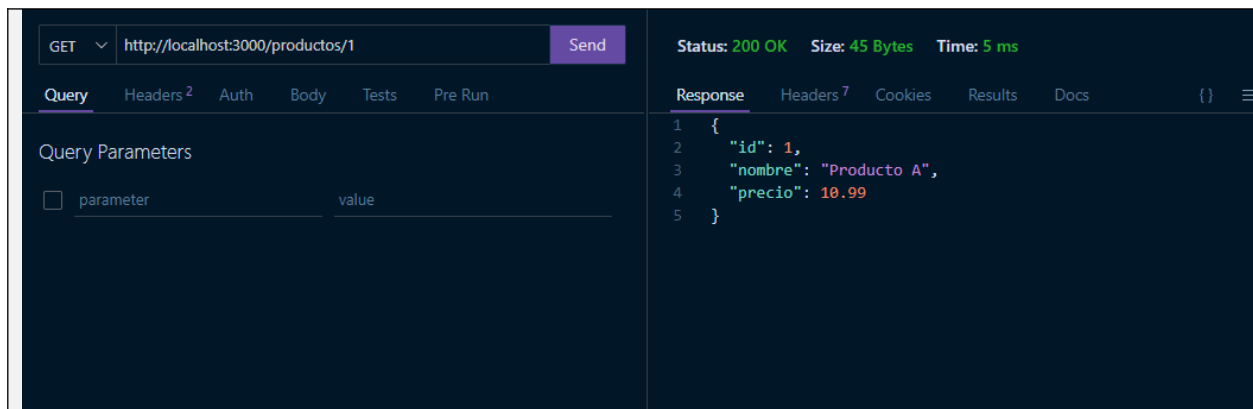 GET http://localhost:3000/productos/1 Send
Query Headers 2 Auth Body Tests Pre Run
Query Parameters
parameter value
Status: 200 OK Size: 45 Bytes Time: 5 ms
Response Headers 7 Cookies Results Docs { }
1 {
2 "id": 1,
3 "nombre": "Producto A",
4 "precio": 10.99
5 }